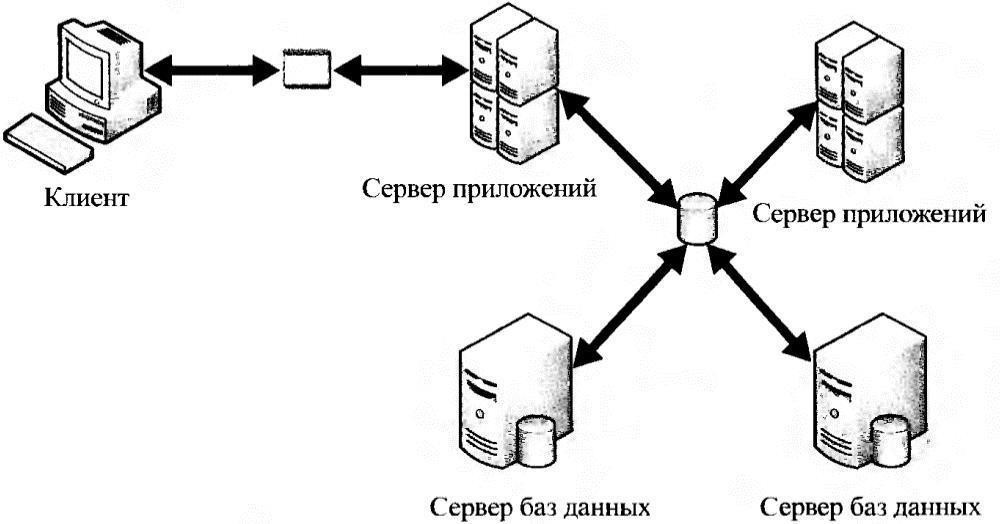 Клиент
Сервер приложений
Сервер приложений
Сервер баз данных
Сервер баз данных